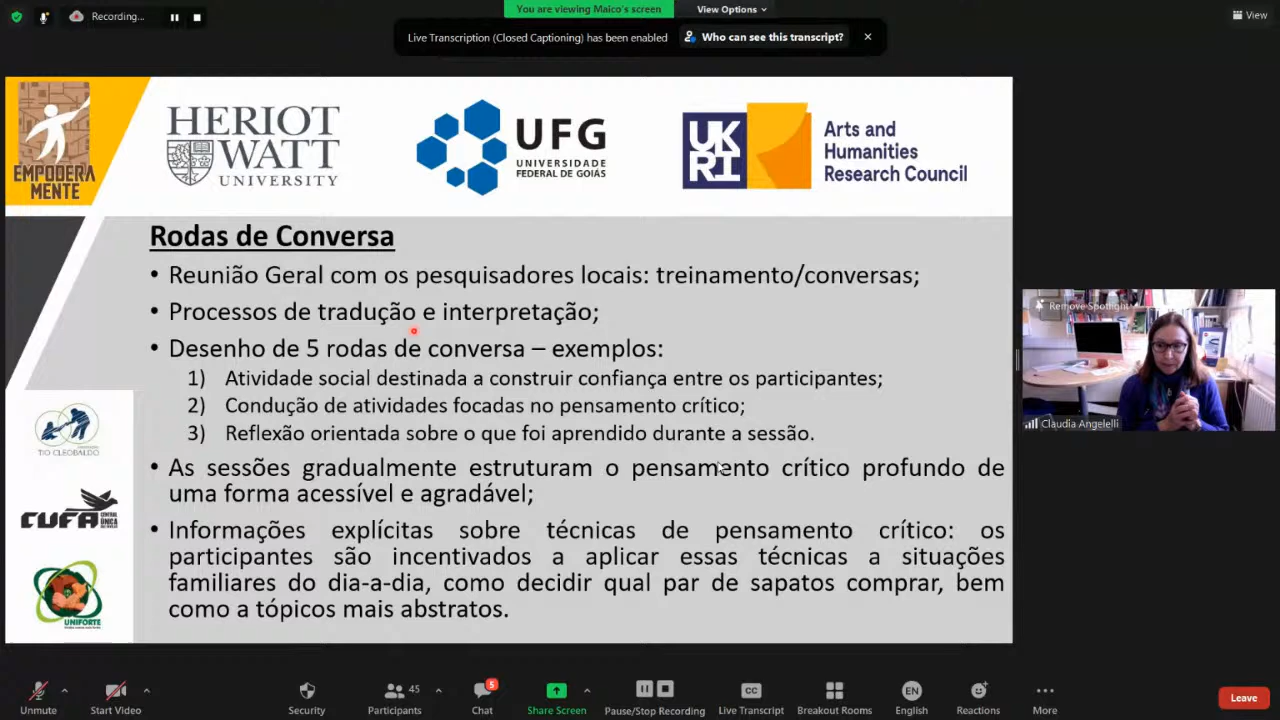 Recording...
You are viewing Maico's screen
View Options
View
Live Transcription (Closed Captioning) has been enabled
Who can see this transcript?
EMPODERA
MENTE
HERIOT
WATT
UNIVERSITY
UFG
UNIVERSIDADE
FEDERAL DE GOIÁS
UK
RI
Arts and
Humanities
Research Council
Rodas de Conversa
• Reunião Geral com os pesquisadores locais: treinamento/conversas;
• Processos de tradução e interpretação;
• Desenho de 5 rodas de conversa – exemplos:
1) Atividade social destinada a construir confiança entre os participantes;
2) Condução de atividades focadas no pensamento crítico;
3) Reflexão orientada sobre o que foi aprendido durante a sessão.
• As sessões gradualmente estruturam o pensamento crítico profundo de
uma forma acessível e agradável;
• Informações explícitas sobre técnicas de pensamento crítico: os
participantes são incentivados a aplicar essas técnicas a situações
familiares do dia-a-dia, como decidir qual par de sapatos comprar, bem
como a tópicos mais abstratos.
TIO CLEOBALDO
CUFA
UNIFORTE
Remove Spotlight
Claudia Angelelli
Unmute
Start Video
Security
45
Participants
5
Chat
Share Screen
Pause/Stop Recording
CC
Live Transcript
Breakout Rooms
EN
English
Reactions
More
Leave